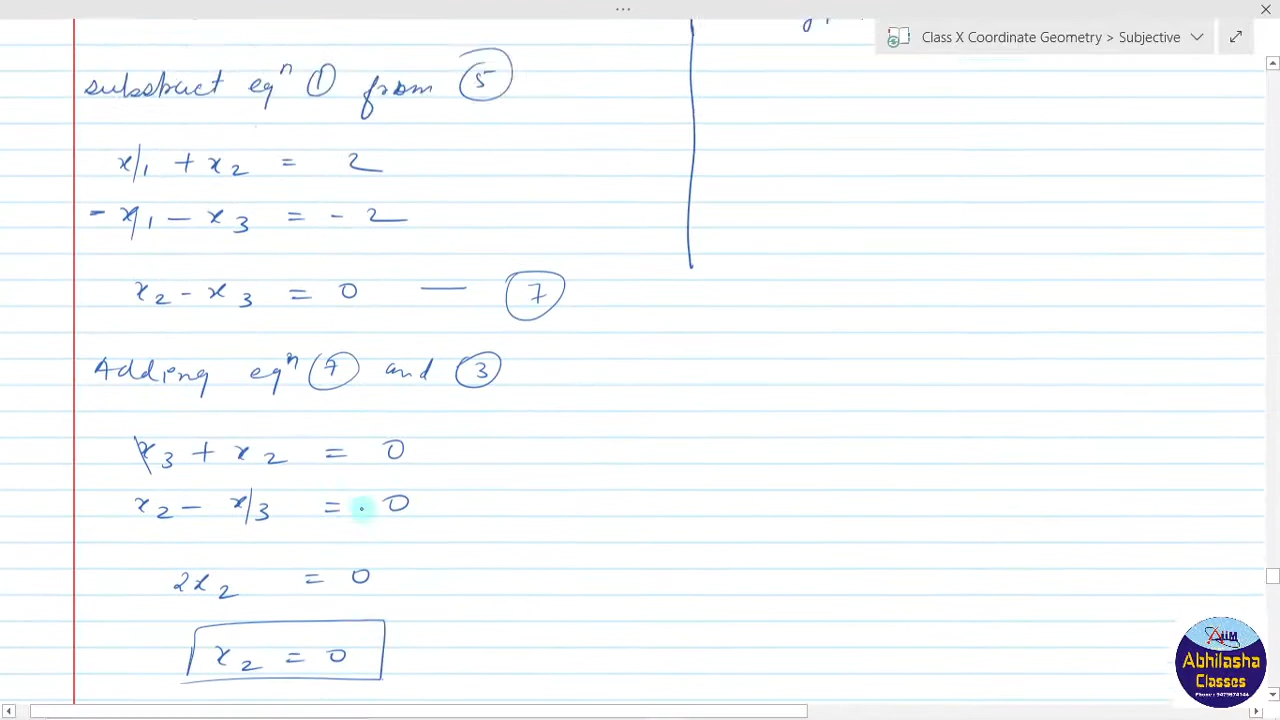 Class X Coordinate Geometry > Subjective
substract eqⁿ ① from ⑤
x₁ + x₂ = 2
- x₁ - x₃ = - 2
x₂ - x₃ = 0 — ⑦
Adding eqⁿ ⑦ and ③
x₃ + x₂ = 0
x₂ - x₃ = 0
2x₂ = 0
x₂ = 0
AIM
Abhilasha
Classes